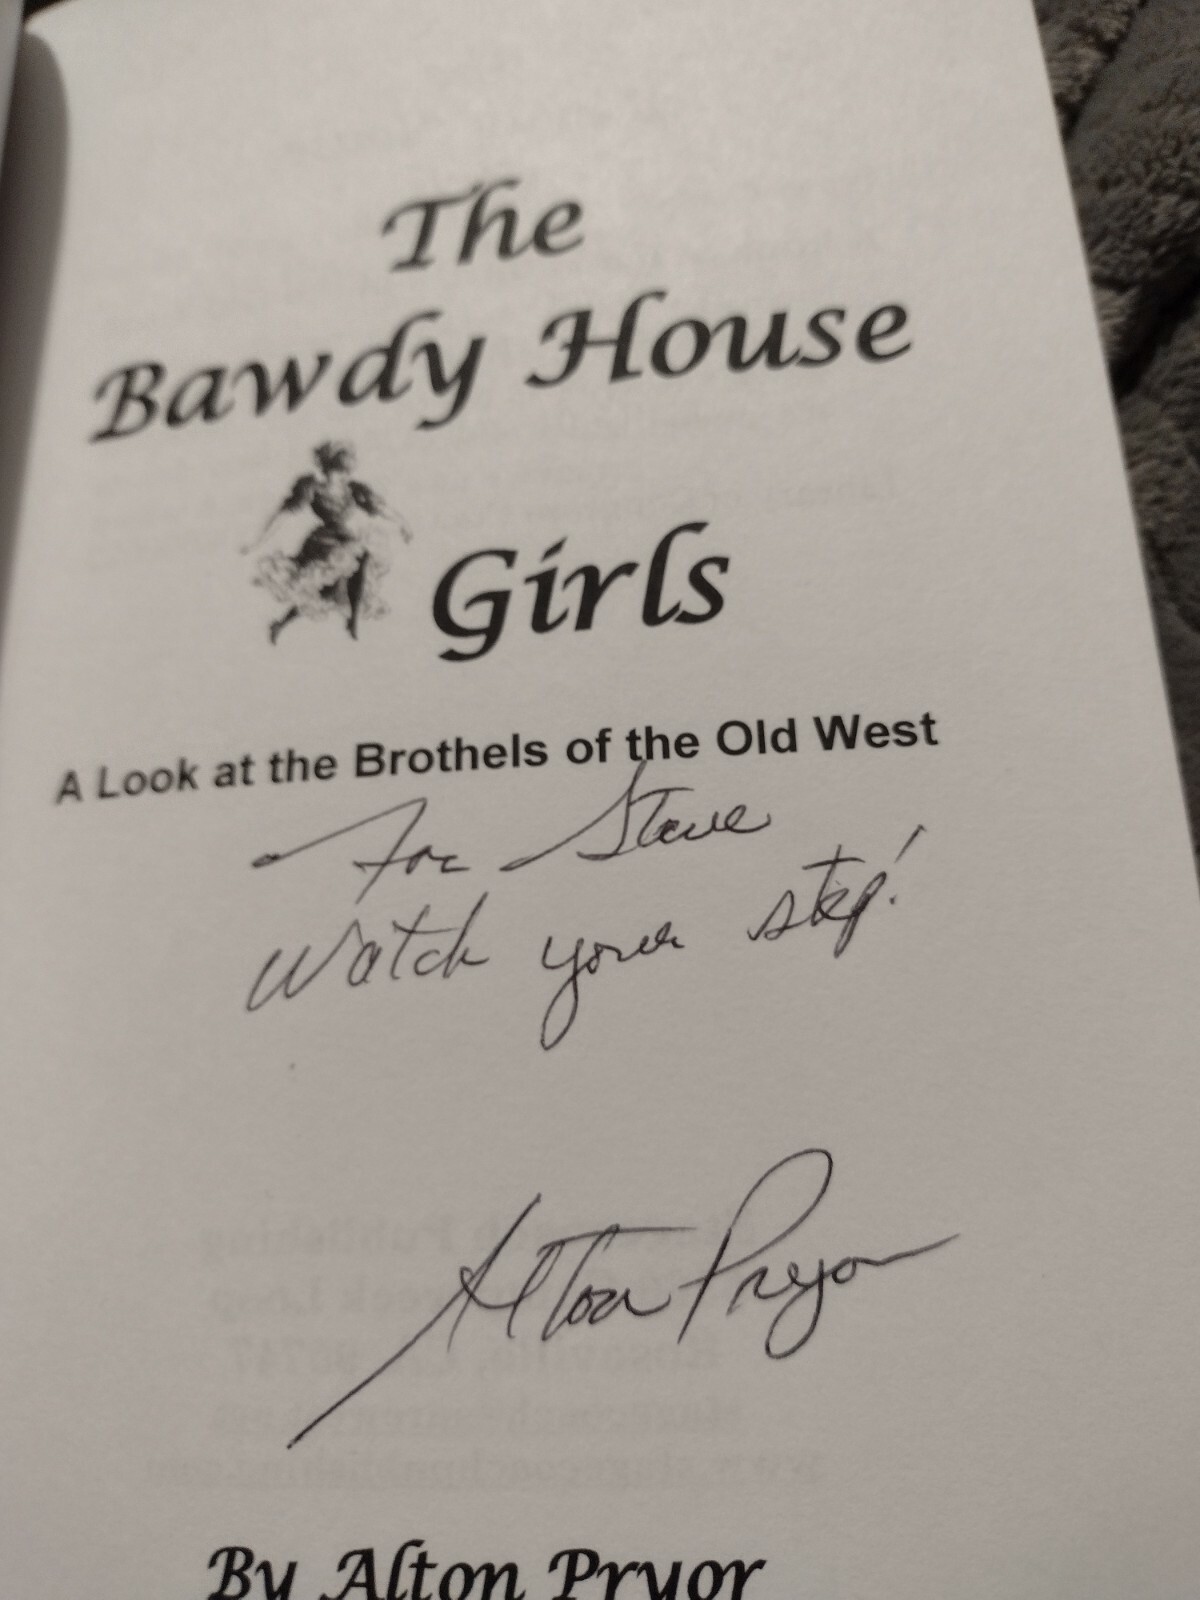 The
Bawdy House
Girls
A Look at the Brothels of the Old West
For Steve
Watch your step!
Alton Pryor
By Alton Pryor